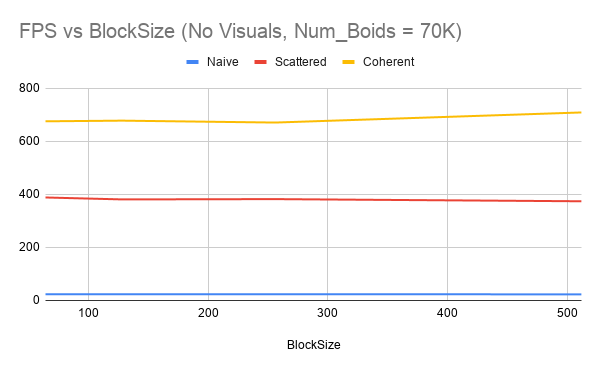 FPS vs BlockSize (No Visuals, Num_Boids = 70K)
Naive Scattered Coherent
800
600
400
200
0
100 200 300 400 500
BlockSize